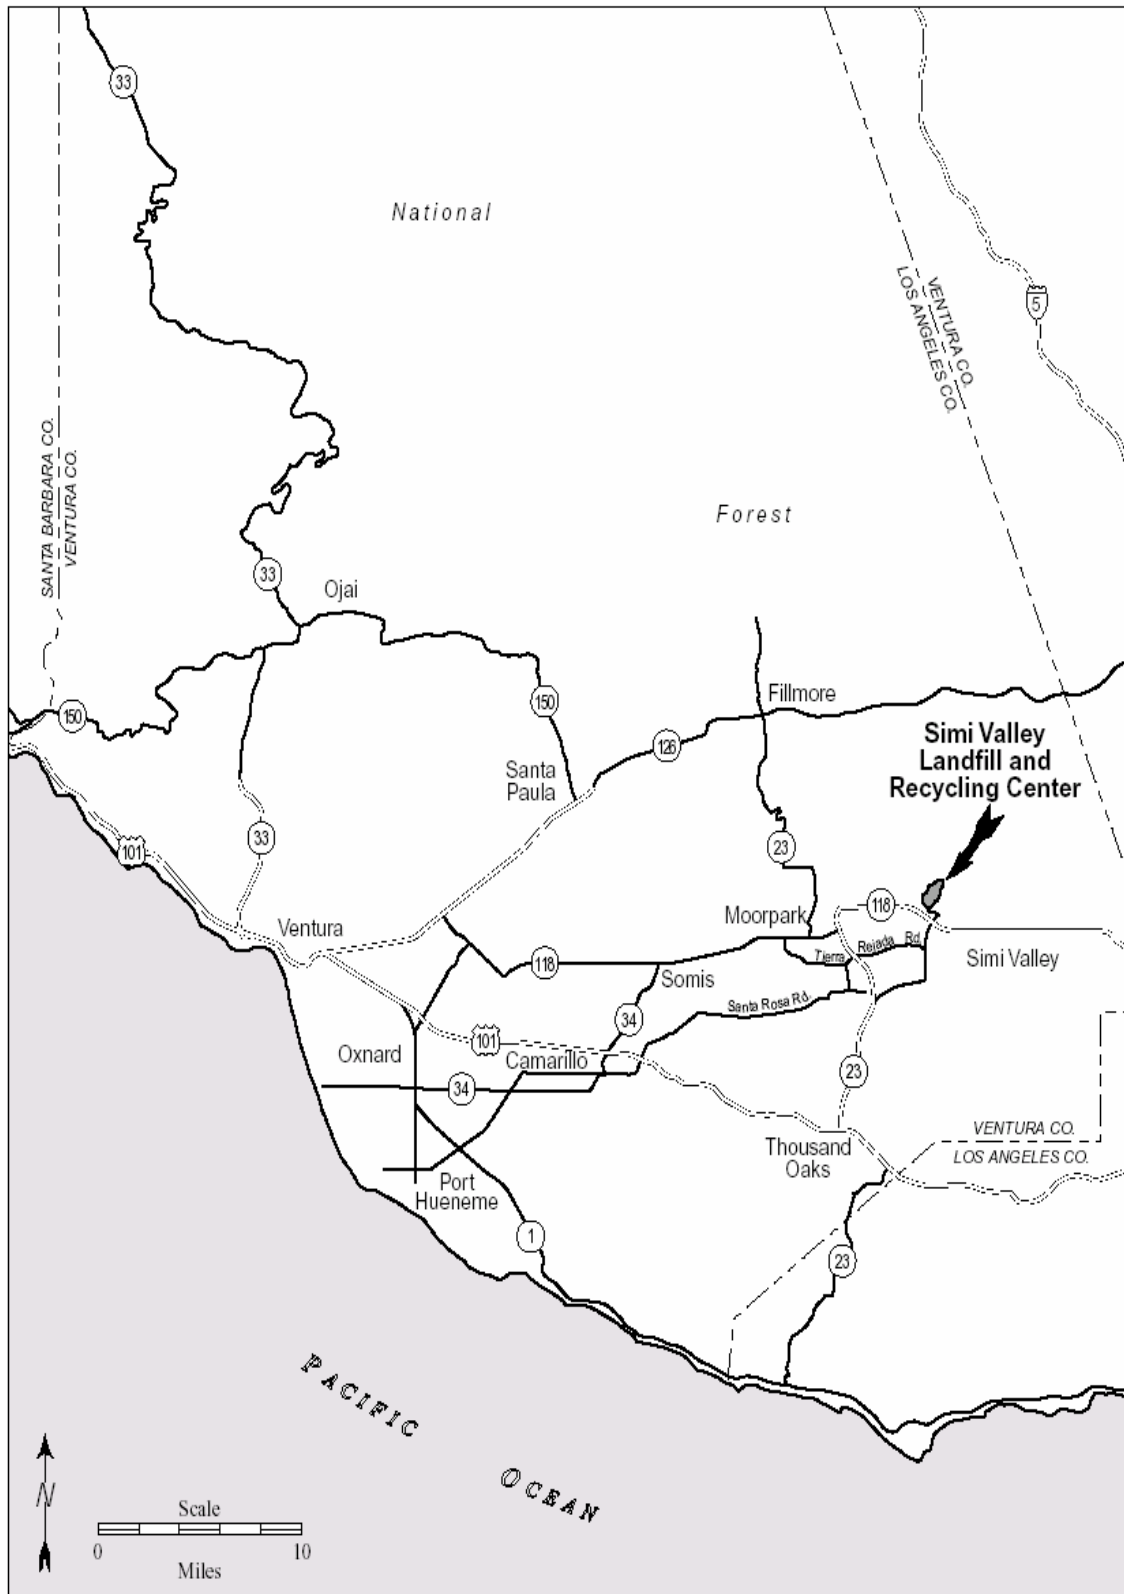 33
National
VENTURA CO.
LOS ANGELES CO.
5
SANTA BARBARA CO.
VENTURA CO.
Forest
33
Ojai
150
150
Fillmore
126
Simi Valley
Landfill and
Recycling Center
Santa
Paula
101
33
23
118
Moorpark
Ventura
Tierra Rejada Rd.
118
Somis
Simi Valley
Santa Rosa Rd.
34
101
Oxnard
Camarillo
34
23
VENTURA CO.
LOS ANGELES CO.
Thousand
Oaks
Port
Hueneme
1
23
PACIFIC
OCEAN
N
Scale
0 10
Miles